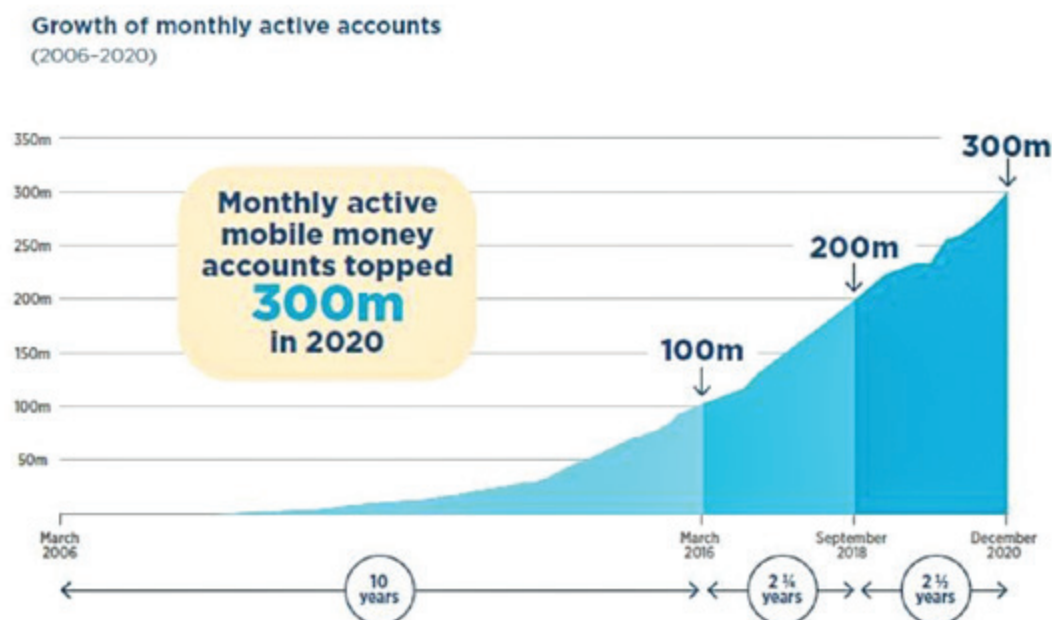 Growth of monthly active accounts
(2006–2020)
350m
300m
250m
200m
150m
100m
50m
Monthly active
mobile money
accounts topped
300m
in 2020
100m
200m
300m
March
2006
March
2016
September
2018
December
2020
10
years
2 ¼
years
2 ½
years